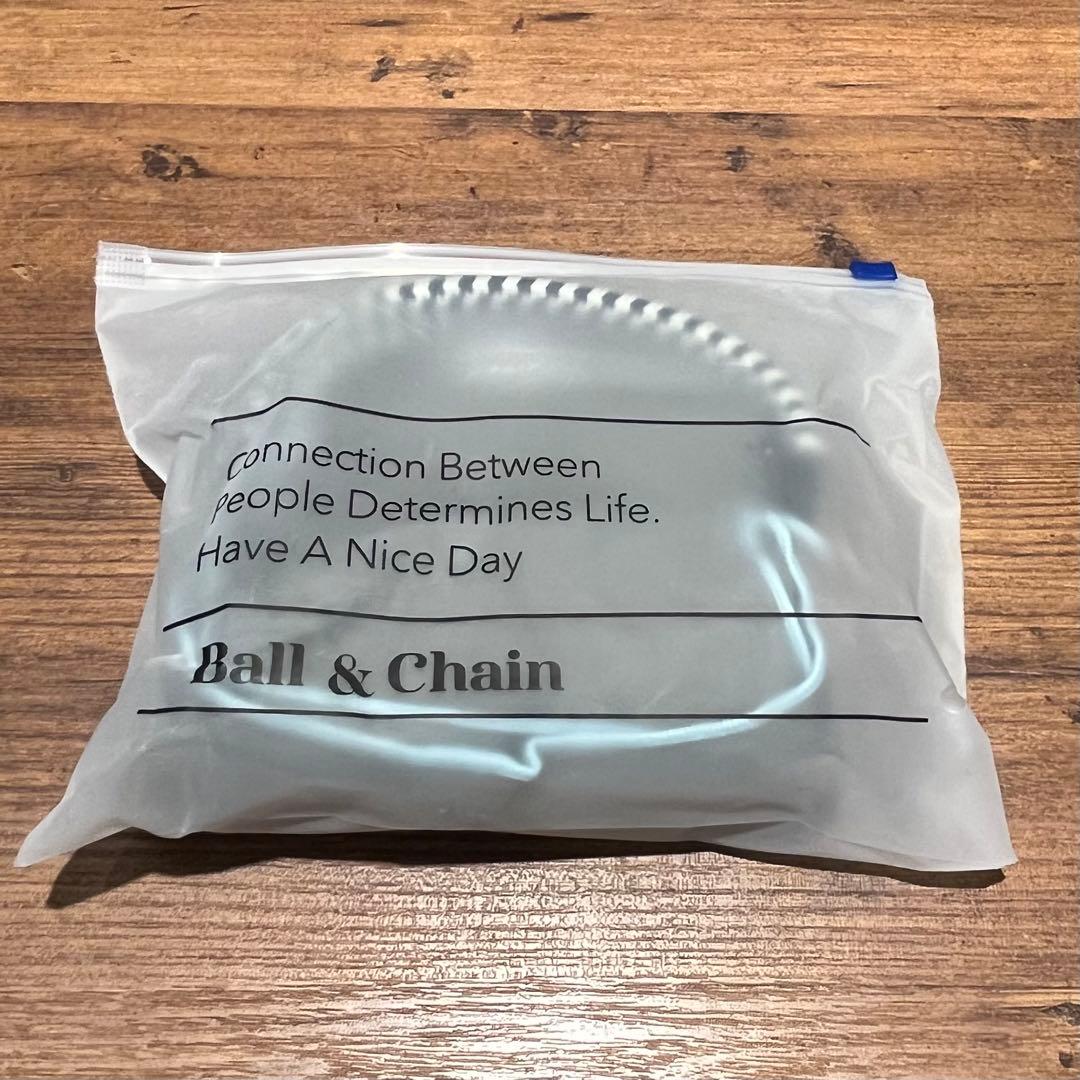 Connection Between
People Determines Life.
Have A Nice Day
Ball & Chain